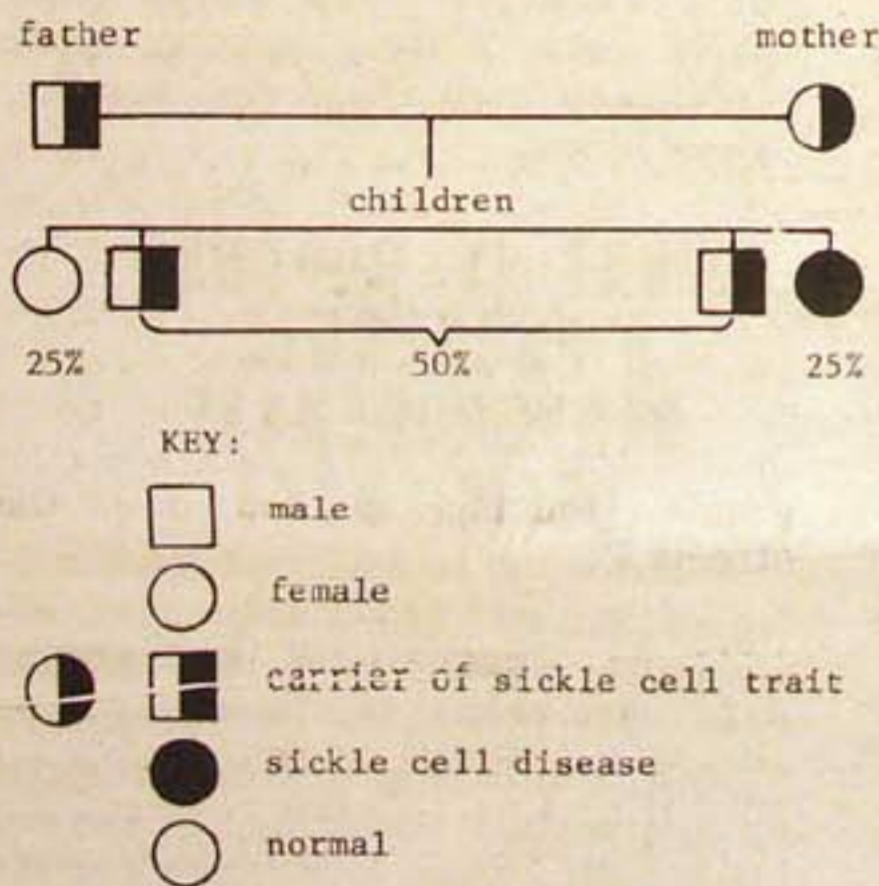 father mother
children
25% 50% 25%
KEY:
male
female
carrier of sickle cell trait
sickle cell disease
normal